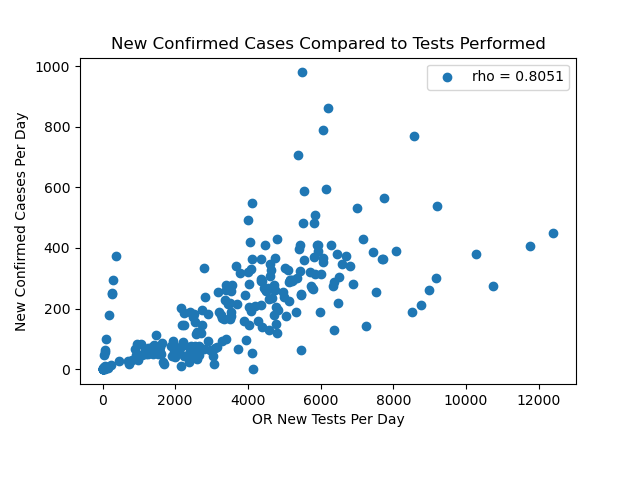 New Confirmed Cases Compared to Tests Performed
rho = 0.8051
1000
800
600
400
200
0
New Confirmed Caeses Per Day
0 2000 4000 6000 8000 10000 12000
OR New Tests Per Day